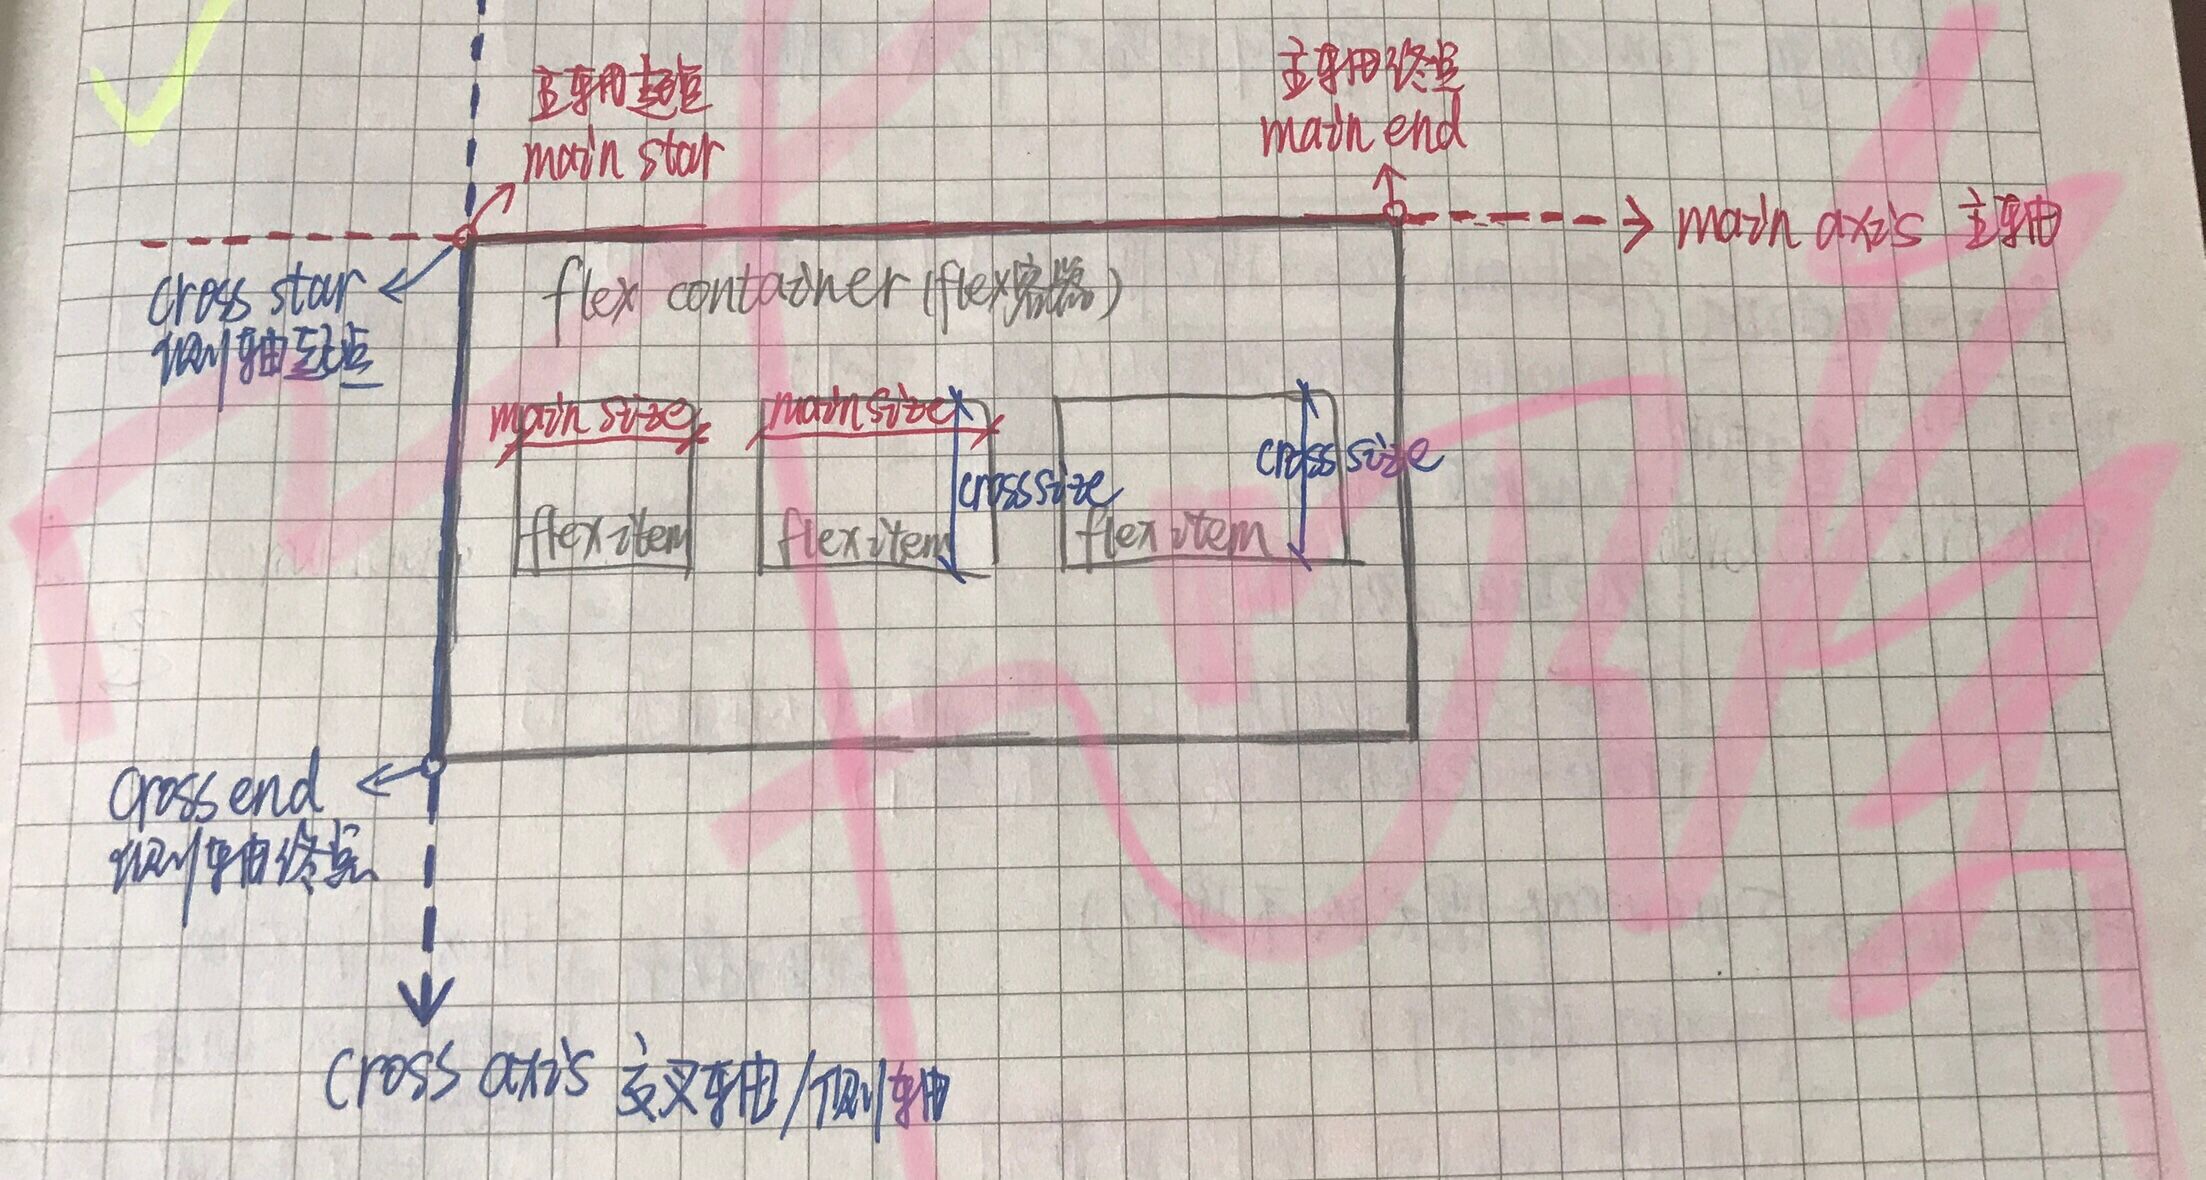 主轴起点
main star
主轴终点
main end
main axis 主轴
cross star
侧轴起点
flex container (flex容器)
main size
main size
cross size
cross size
flex item
flex item
flex item
cross end
侧轴终点
cross axis 交叉轴/侧轴